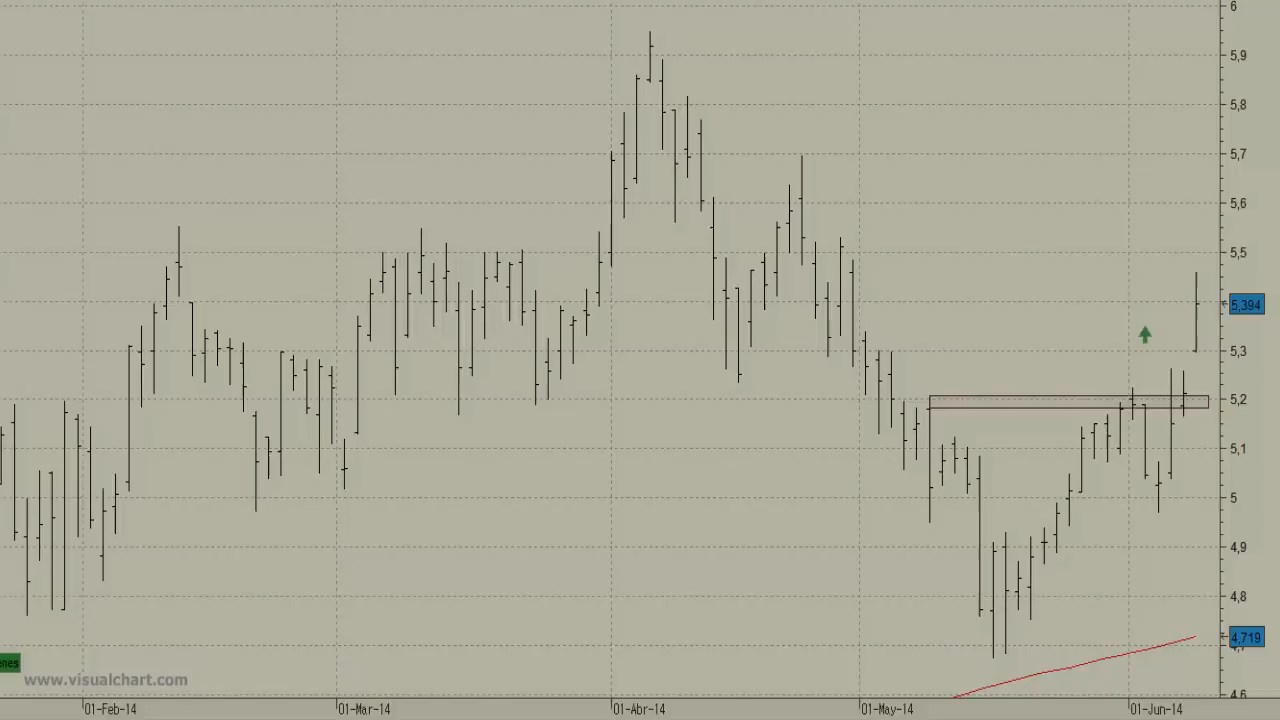 6
5,9
5,8
5,7
5,6
5,5
5,394
5,3
5,2
5,1
5
4,9
4,8
4,719
4,6
www.visualchart.com
01-Feb-14
01-Mar-14
01-Abr-14
01-May-14
01-Jun-14